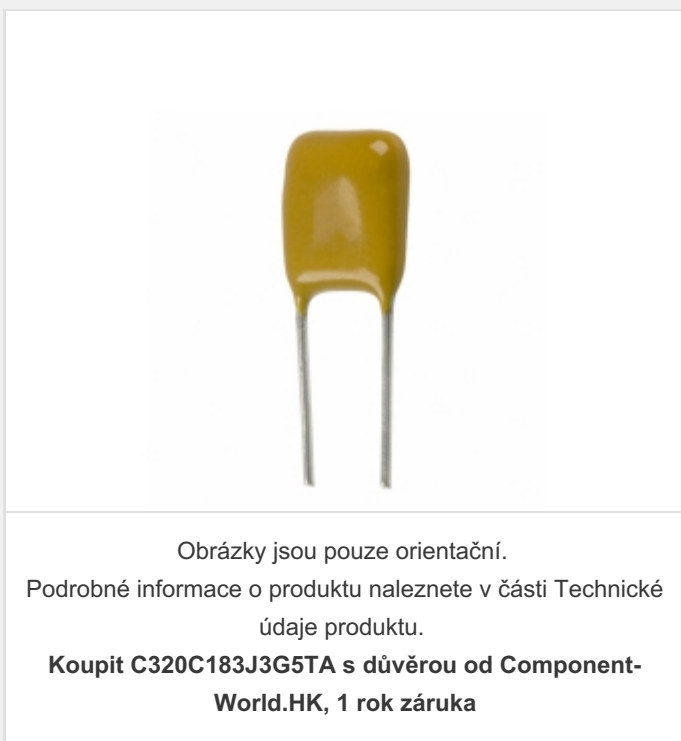 Obrázky jsou pouze orientační.
Podrobné informace o produktu naleznete v části Technické
údaje produktu.
Koupit C320C183J3G5TA s důvěrou od Component-
World.HK, 1 rok záruka